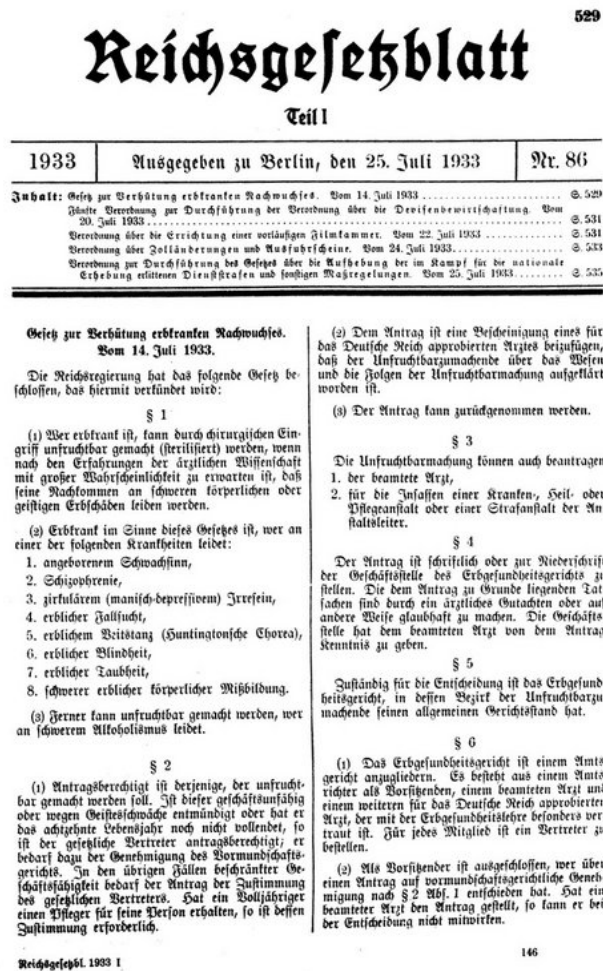 529
Reichsgesetzblatt
Teil I
1933 Ausgegeben zu Berlin, den 25. Juli 1933 Nr. 86
Inhalt: Gesetz zur Verhütung erbkranken Nachwuchses. Vom 14. Juli 1933 .......... S. 529
Fünfte Verordnung zur Durchführung der Verordnung über die Devisenbewirtschaftung. Vom
20. Juli 1933 .......... S. 531
Verordnung über die Errichtung einer vorläufigen Filmkammer. Vom 22. Juli 1933 .......... S. 531
Verordnung über Zolländerungen und Ausfuhrscheine. Vom 24. Juli 1933 .......... S. 533
Verordnung zur Durchführung des Gesetzes über die Aufhebung der im Kampf für die nationale
Erhebung erlittenen Dienststrafen und sonstigen Maßregelungen. Vom 25. Juli 1933 .......... S. 535
Gesetz zur Verhütung erbkranken Nachwuchses.
Vom 14. Juli 1933.
Die Reichsregierung hat das folgende Gesetz be-
schlossen, das hiermit verkündet wird:
§ 1
(1) Wer erbkrank ist, kann durch chirurgischen Ein-
griff unfruchtbar gemacht (sterilisiert) werden, wenn
nach den Erfahrungen der ärztlichen Wissenschaft
mit großer Wahrscheinlichkeit zu erwarten ist, daß
seine Nachkommen an schweren körperlichen oder
geistigen Erbschäden leiden werden.
(2) Erbkrank im Sinne dieses Gesetzes ist, wer an
einer der folgenden Krankheiten leidet:
1. angeborenem Schwachsinn,
2. Schizophrenie,
3. zirkulärem (manisch-depressivem) Irresein,
4. erblicher Fallsucht,
5. erblichem Veitstanz (Huntingtonsche Chorea),
6. erblicher Blindheit,
7. erblicher Taubheit,
8. schwerer erblicher körperlicher Mißbildung.
(3) Ferner kann unfruchtbar gemacht werden, wer
an schwerem Alkoholismus leidet.
§ 2
(1) Antragsberechtigt ist derjenige, der unfrucht-
bar gemacht werden soll. Ist dieser geschäftsunfähig
oder wegen Geistesschwäche entmündigt oder hat er
das achtzehnte Lebensjahr noch nicht vollendet, so
ist der gesetzliche Vertreter antragsberechtigt; er
bedarf dazu der Genehmigung des Vormundschafts-
gerichts. In den übrigen Fällen beschränkter Ge-
schäftsfähigkeit bedarf der Antrag der Zustimmung
des gesetzlichen Vertreters. Hat ein Volljähriger
einen Pfleger für seine Person erhalten, so ist dessen
Zustimmung erforderlich.
Reichsgesetzbl. 1933 I
(2) Dem Antrag ist eine Bescheinigung eines für
das Deutsche Reich approbierten Arztes beizufügen,
daß der Unfruchtbarzumachende über das Wesen
und die Folgen der Unfruchtbarmachung aufgeklärt
worden ist.
(3) Der Antrag kann zurückgenommen werden.
§ 3
Die Unfruchtbarmachung können auch beantragen
1. der beamtete Arzt,
2. für die Insassen einer Kranken-, Heil- oder
Pflegeanstalt oder einer Strafanstalt der An
staltsleiter.
§ 4
Der Antrag ist schriftlich oder zur Niederschrif
der Geschäftsstelle des Erbgesundheitsgerichts zu
stellen. Die dem Antrag zu Grunde liegenden Tat
sachen sind durch ein ärztliches Gutachten oder auf
andere Weise glaubhaft zu machen. Die Geschäfts
stelle hat dem beamteten Arzt von dem Antrag
Kenntnis zu geben.
§ 5
Zuständig für die Entscheidung ist das Erbgesund
heitsgericht, in dessen Bezirk der Unfruchtbarzu
machende seinen allgemeinen Gerichtsstand hat.
§ 6
(1) Das Erbgesundheitsgericht ist einem Amts
gericht anzugliedern. Es besteht aus einem Amts
richter als Vorsitzenden, einem beamteten Arzt und
einem weiteren für das Deutsche Reich approbierten
Arzt, der mit der Erbgesundheitslehre besonders ver
traut ist. Für jedes Mitglied ist ein Vertreter zu
bestellen.
(2) Als Vorsitzender ist ausgeschlossen, wer über
einen Antrag auf vormundschaftsgerichtliche Geneh
migung nach § 2 Abs. 1 entschieden hat. Hat ein
beamteter Arzt den Antrag gestellt, so kann er bei
der Entscheidung nicht mitwirken.
146